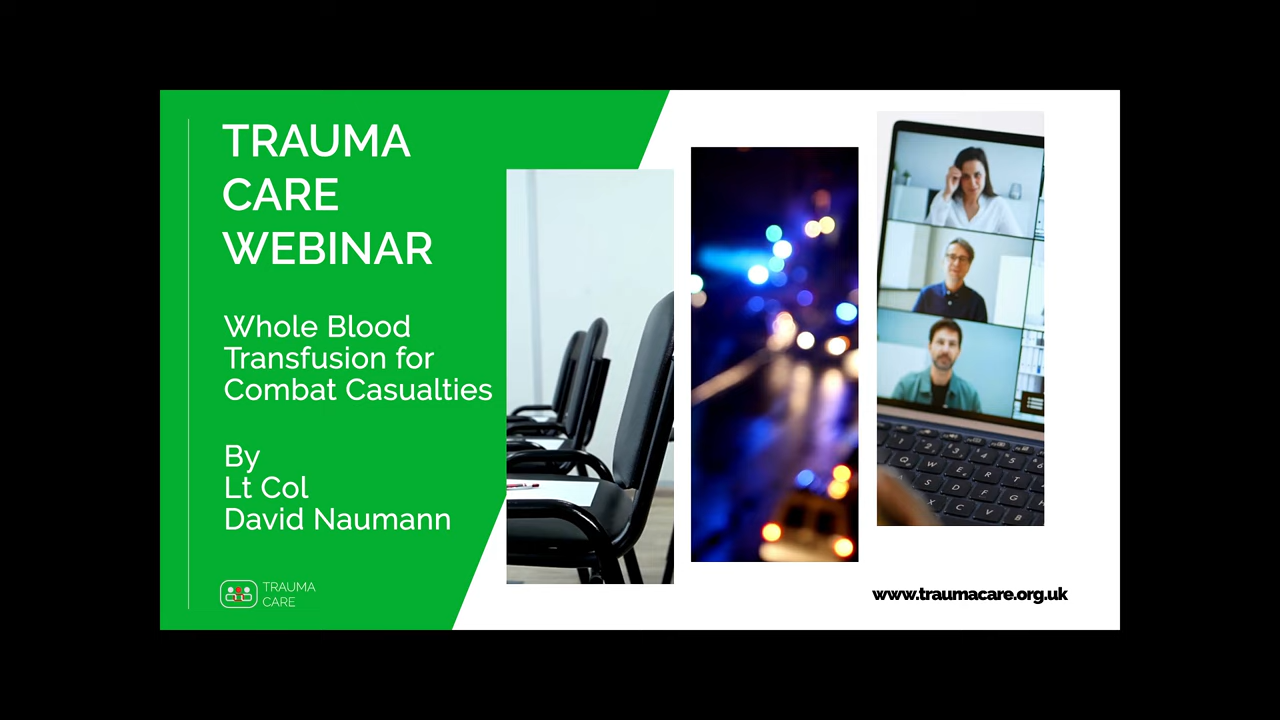 TRAUMA
CARE
WEBINAR
Whole Blood
Transfusion for
Combat Casualties
By
Lt Col
David Naumann
TRAUMA
CARE
www.traumacare.org.uk